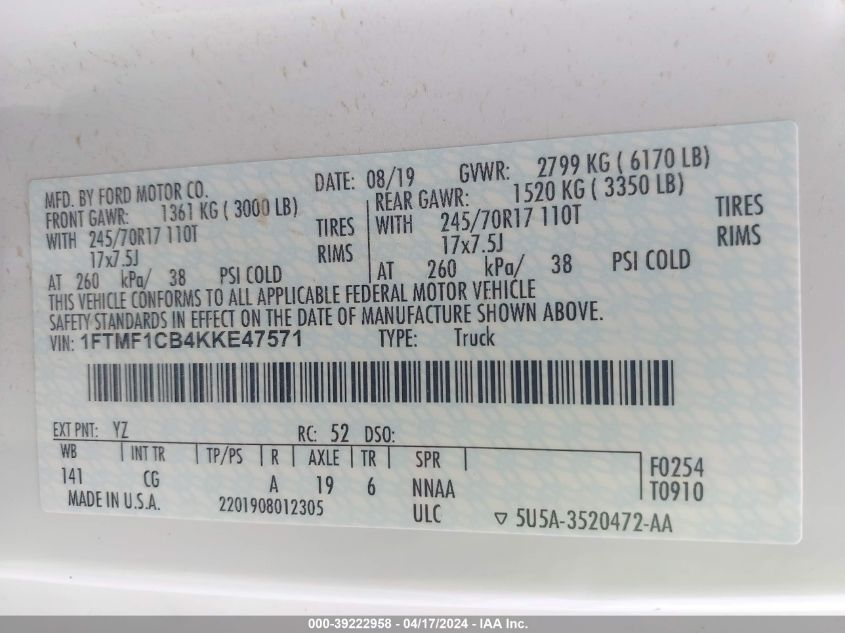 MFD. BY FORD MOTOR CO. DATE: 08/19 GVWR: 2799 KG ( 6170 LB)
FRONT GAWR: 1361 KG ( 3000 LB) REAR GAWR: 1520 KG ( 3350 LB)
WITH 245/70R17 110T TIRES WITH 245/70R17 110T TIRES
17x7.5J RIMS 17x7.5J RIMS
AT 260 kPa/ 38 PSI COLD AT 260 kPa/ 38 PSI COLD
THIS VEHICLE CONFORMS TO ALL APPLICABLE FEDERAL MOTOR VEHICLE
SAFETY STANDARDS IN EFFECT ON THE DATE OF MANUFACTURE SHOWN ABOVE.
VIN: 1FTMF1CB4KKE47571 TYPE: Truck
EXT PNT: YZ RC: 52 DSO:
WB INT TR TP/PS R AXLE TR SPR F0254
141 CG A 19 6 NNAA T0910
MADE IN U.S.A. 2201908012305 ULC ▽ 5U5A-3520472-AA
000-39222958 - 04/17/2024 - IAA Inc.